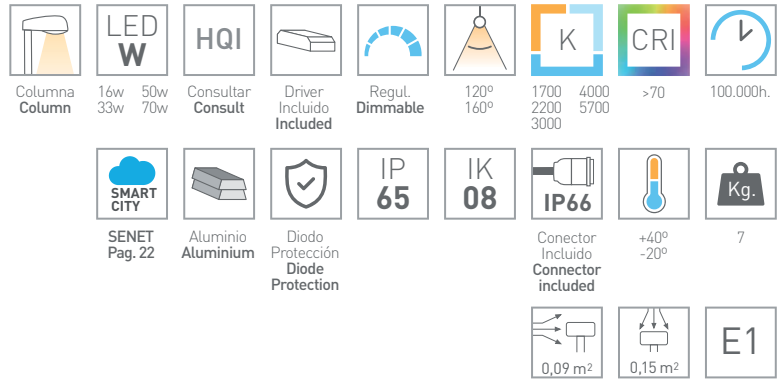 LED
W
HQI
K
CRI
Columna
Column
16w 50w
33w 70w
Consultar
Consult
Driver
Incluido
Included
Regul.
Dimmable
120º
160º
1700 4000
2200 5700
3000
>70
100.000h.
SMART
CITY
IP
65
IK
08
IP66
Kg.
SENET
Pag. 22
Aluminio
Aluminium
Diodo
Protección
Diode
Protection
Conector
Incluido
Connector
included
+40º
-20º
7
0,09 m²
0,15 m²
E1